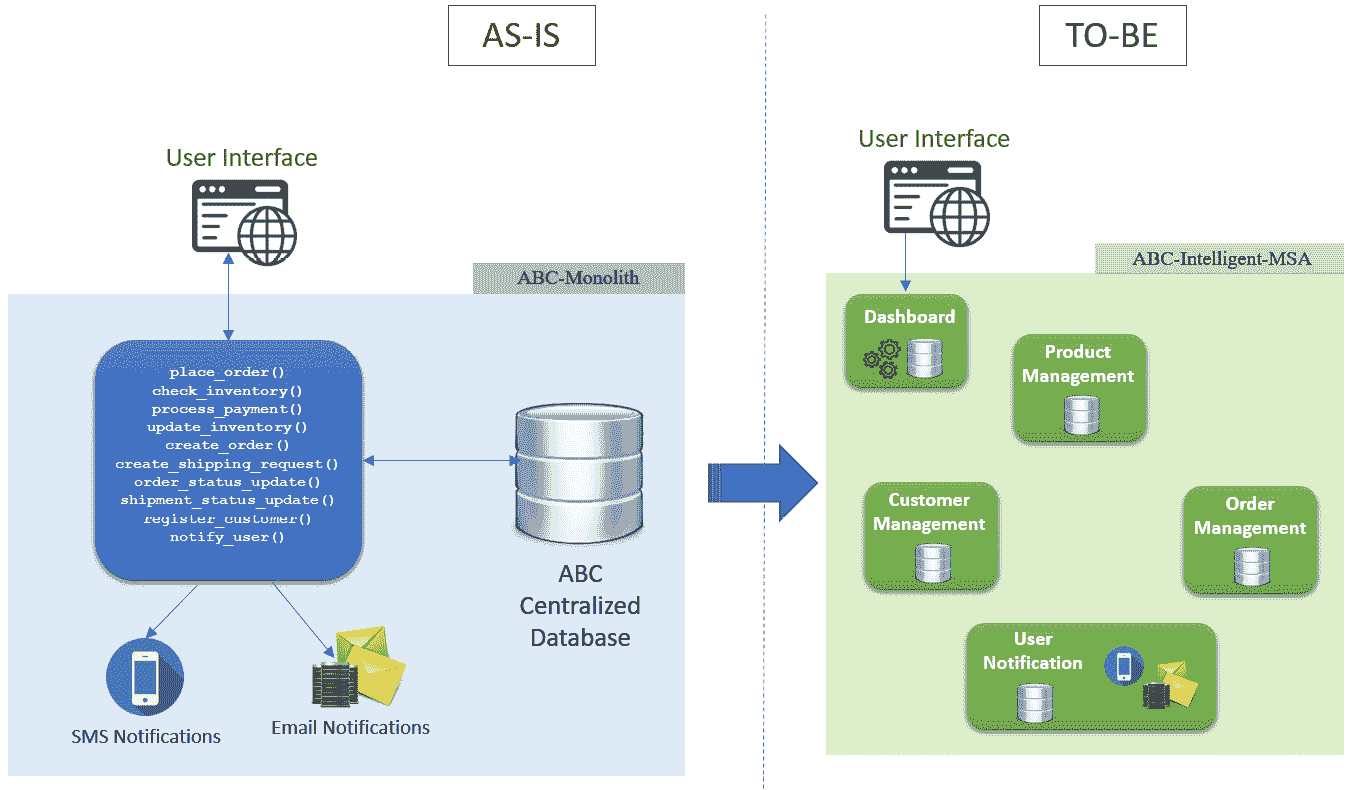 AS-IS
User Interface
ABC-Monolith
place_order()
check_inventory()
process_payment()
update_inventory()
create_order()
create_shipping_request()
order_status_update()
shipment_status_update()
register_customer()
notify_user()
ABC
Centralized
Database
SMS Notifications
Email Notifications
TO-BE
User Interface
ABC-Intelligent-MSA
Dashboard
Product
Management
Customer
Management
Order
Management
User
Notification